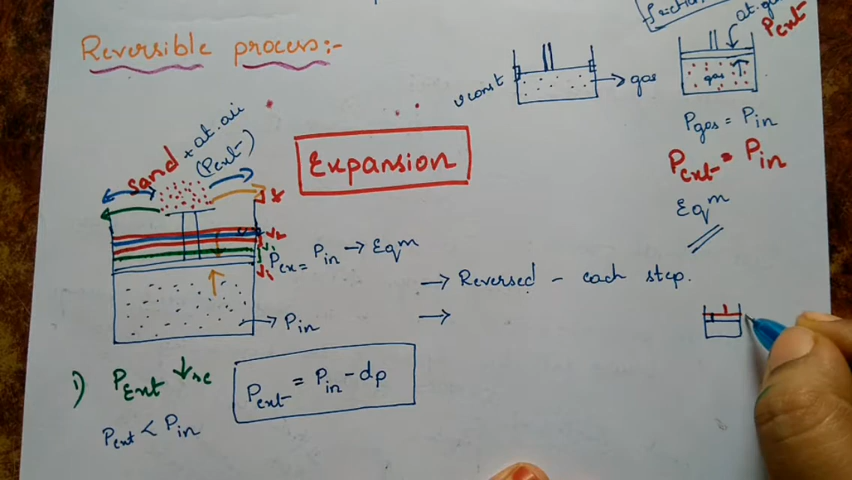 Reversible process:-
at. gas
Pext
gas
v const
gas
Pgas = Pin
Pext = Pin
Eqm
sand + at. air
(Pext)
Expansion
Pex = Pin → Eqm
→ Reversed - each step.
→ Pin
→
1) Pext ↓se
Pext = Pin - dp
Pext < Pin